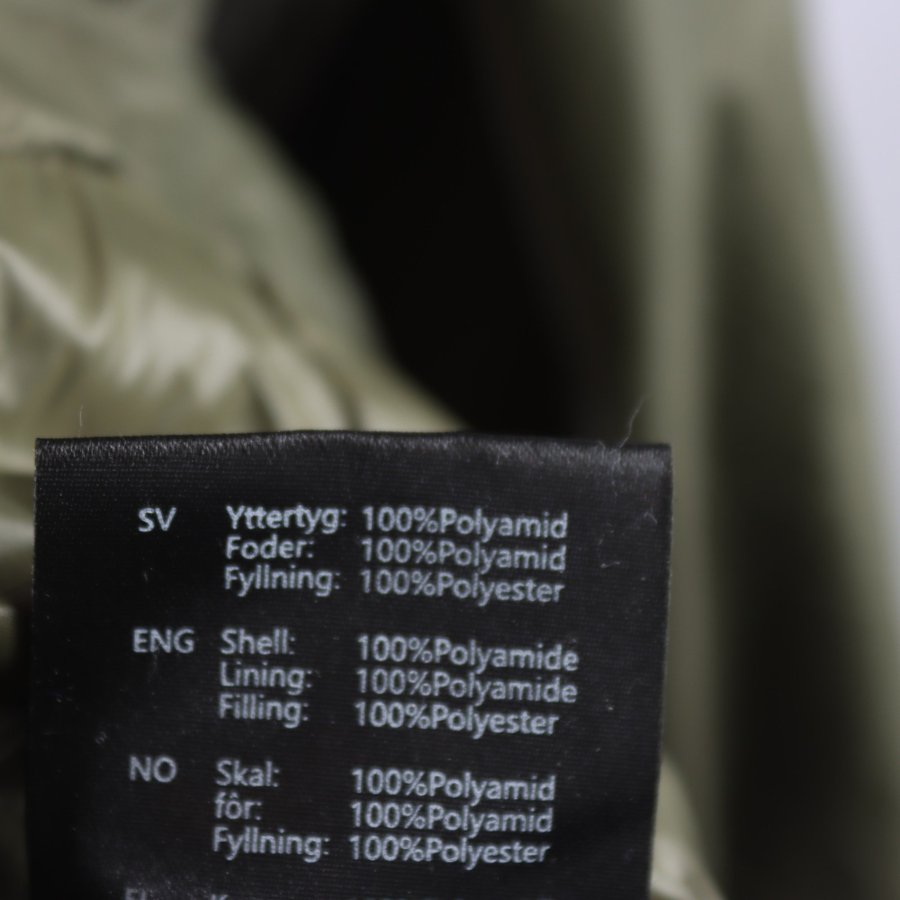 SV Yttertyg: 100%Polyamid
Foder: 100%Polyamid
Fyllning: 100%Polyester
ENG Shell: 100%Polyamide
Lining: 100%Polyamide
Filling: 100%Polyester
NO Skal: 100%Polyamid
fôr: 100%Polyamid
Fyllning: 100%Polyester